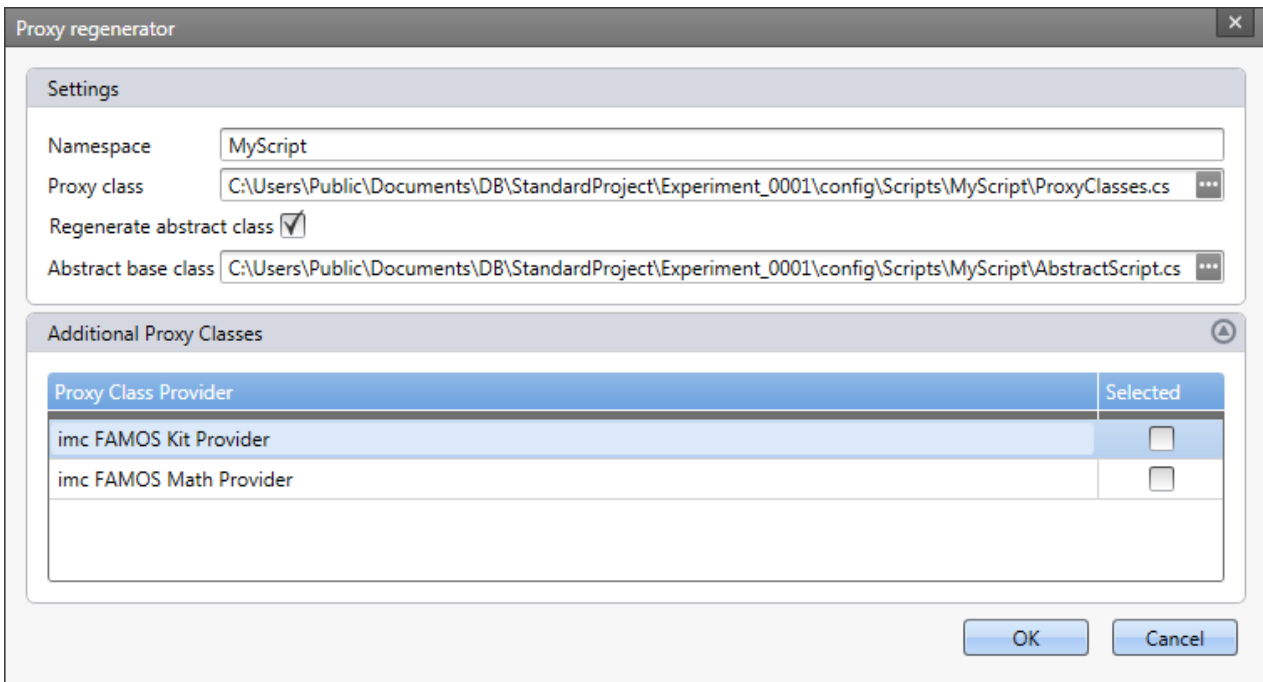 Proxy regenerator
Settings
Namespace MyScript
Proxy class C:\Users\Public\Documents\DB\StandardProject\Experiment_0001\config\Scripts\MyScript\ProxyClasses.cs
Regenerate abstract class
Abstract base class C:\Users\Public\Documents\DB\StandardProject\Experiment_0001\config\Scripts\MyScript\AbstractScript.cs
Additional Proxy Classes
Proxy Class Provider Selected
imc FAMOS Kit Provider
imc FAMOS Math Provider
OK Cancel